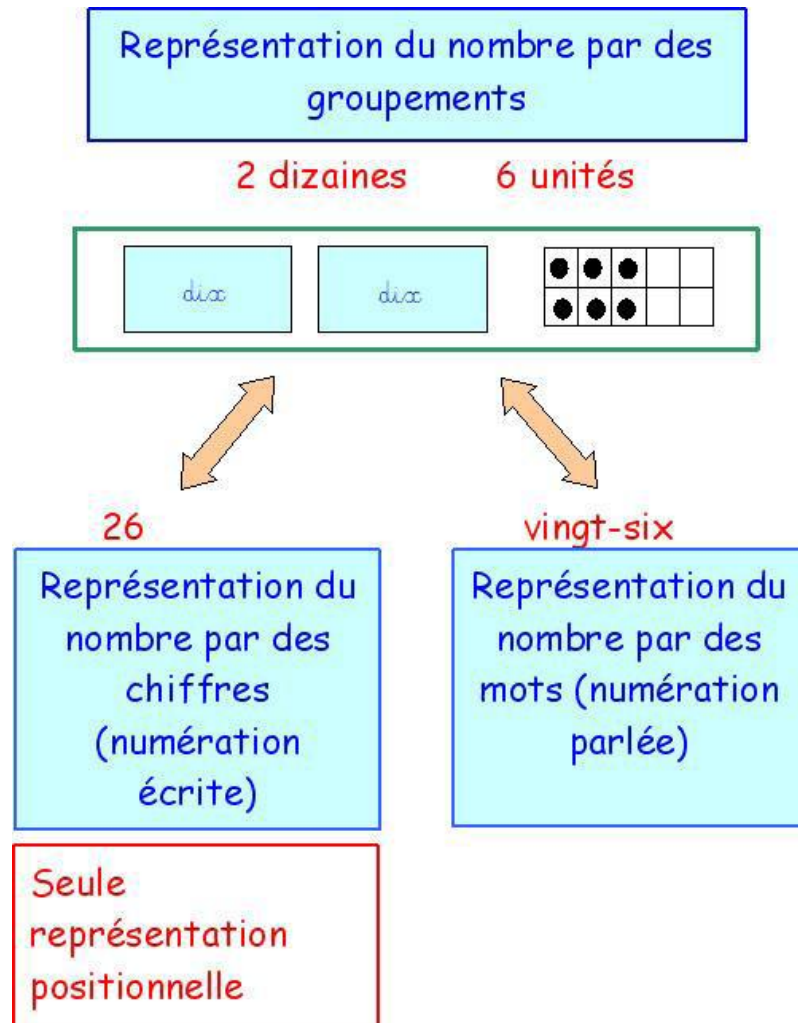 Représentation du nombre par des
groupements
2 dizaines 6 unités
dix dix
26
vingt-six
Représentation du
nombre par des
chiffres
(numération
écrite)
Représentation du
nombre par des
mots (numération
parlée)
Seule
représentation
positionnelle